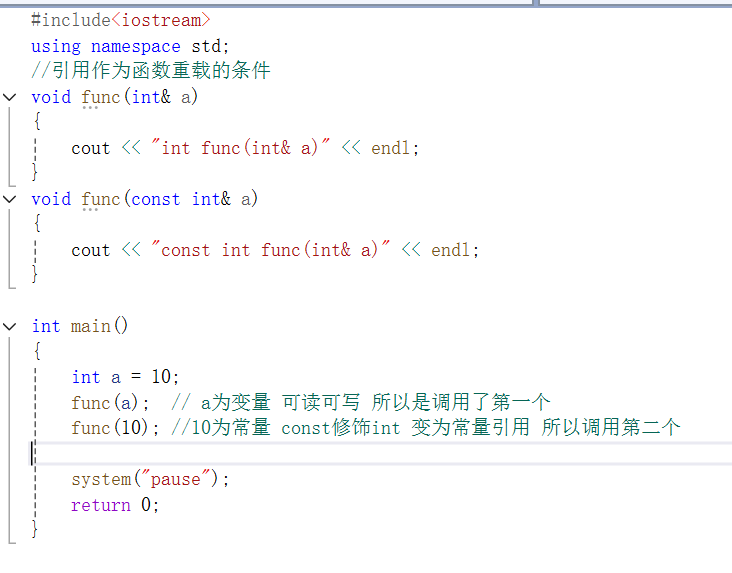 #include<iostream>
using namespace std;
//引用作为函数重载的条件
void func(int& a)
{
cout << "int func(int& a)" << endl;
}
void func(const int& a)
{
cout << "const int func(int& a)" << endl;
}
int main()
{
int a = 10;
func(a); // a为变量 可读可写 所以是调用了第一个
func(10); //10为常量 const修饰int 变为常量引用 所以调用第二个
system("pause");
return 0;
}